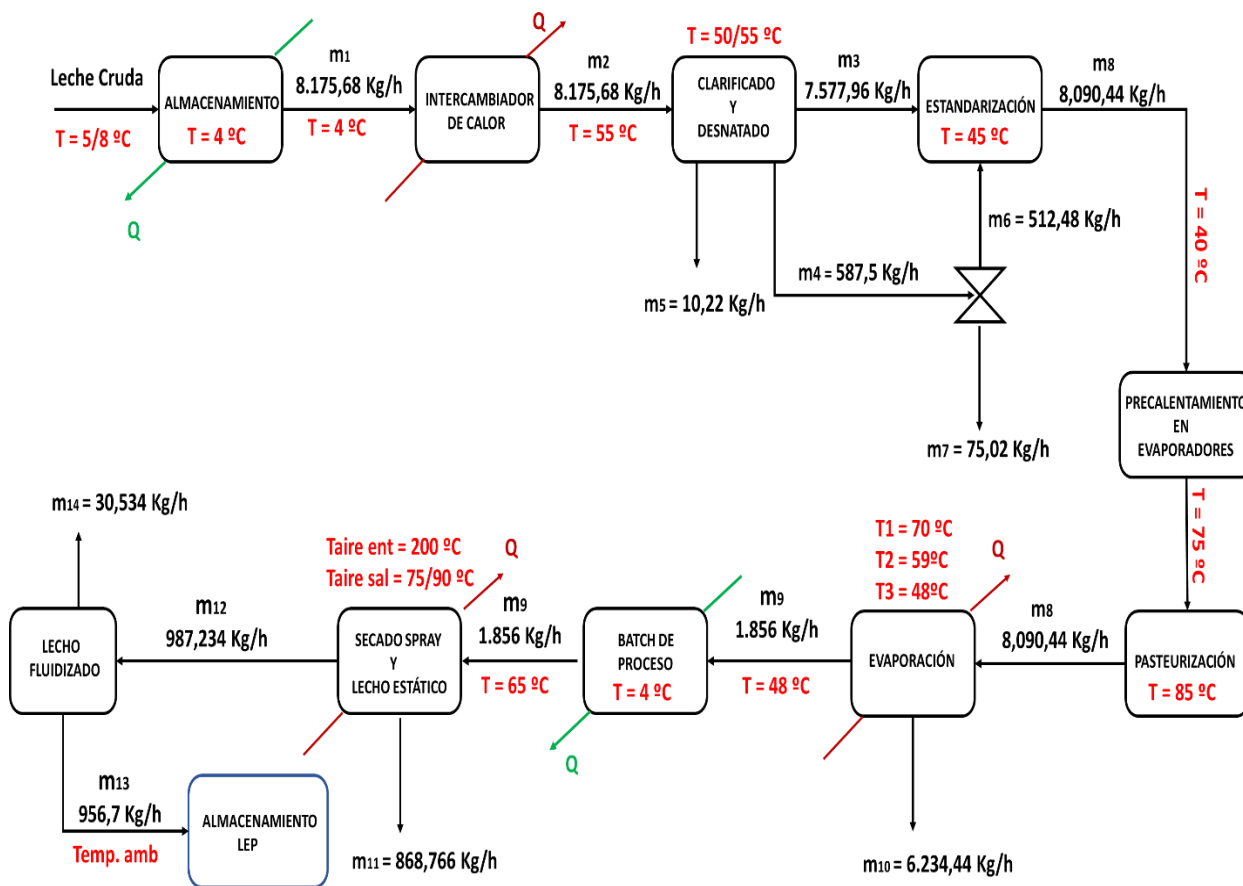 Leche Cruda
T = 5/8 ºC
ALMACENAMIENTO
T = 4 ºC
Q
m1
8.175,68 Kg/h
T = 4 ºC
INTERCAMBIADOR
DE CALOR
Q
m2
8.175,68 Kg/h
T = 55 ºC
T = 50/55 ºC
CLARIFICADO
Y
DESNATADO
m3
7.577,96 Kg/h
ESTANDARIZACIÓN
T = 45 ºC
m8
8,090,44 Kg/h
m6 = 512,48 Kg/h
m4 = 587,5 Kg/h
m5 = 10,22 Kg/h
m7 = 75,02 Kg/h
T = 40 ºC
PRECALENTAMIENTO
EN
EVAPORADORES
T = 75 ºC
PASTEURIZACIÓN
T = 85 ºC
m8
8,090,44 Kg/h
T1 = 70 ºC
T2 = 59ºC
T3 = 48ºC
Q
EVAPORACIÓN
m10 = 6.234,44 Kg/h
m9
1.856 Kg/h
T = 48 ºC
BATCH DE
PROCESO
T = 4 ºC
Q
m9
1.856 Kg/h
T = 65 ºC
Taire ent = 200 ºC
Taire sal = 75/90 ºC
Q
SECADO SPRAY
Y
LECHO ESTÁTICO
m11 = 868,766 Kg/h
m12
987,234 Kg/h
m14 = 30,534 Kg/h
LECHO
FLUIDIZADO
m13
956,7 Kg/h
Temp. amb
ALMACENAMIENTO
LEP